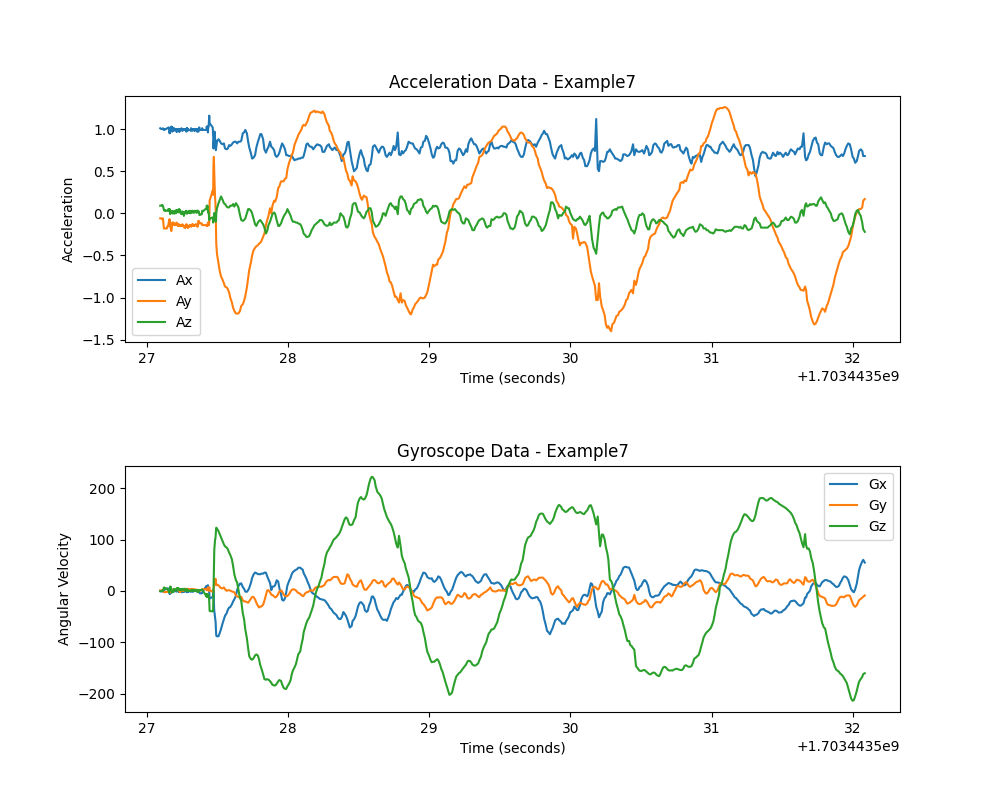 Acceleration Data - Example7
Acceleration
1.0
0.5
0.0
−0.5
−1.0
−1.5
Ax
Ay
Az
27 28 29 30 31 32
Time (seconds)
+1.7034435e9
Gyroscope Data - Example7
Angular Velocity
200
100
0
−100
−200
Gx
Gy
Gz
27 28 29 30 31 32
Time (seconds)
+1.7034435e9